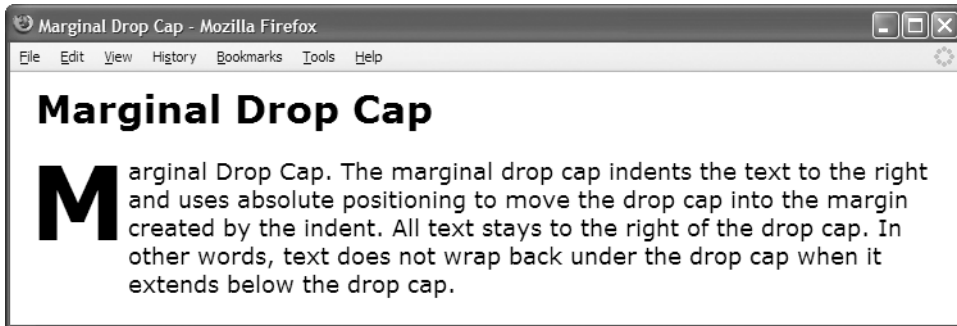 Marginal Drop Cap - Mozilla Firefox
File Edit View History Bookmarks Tools Help
Marginal Drop Cap
Marginal Drop Cap. The marginal drop cap indents the text to the right
and uses absolute positioning to move the drop cap into the margin
created by the indent. All text stays to the right of the drop cap. In
other words, text does not wrap back under the drop cap when it
extends below the drop cap.